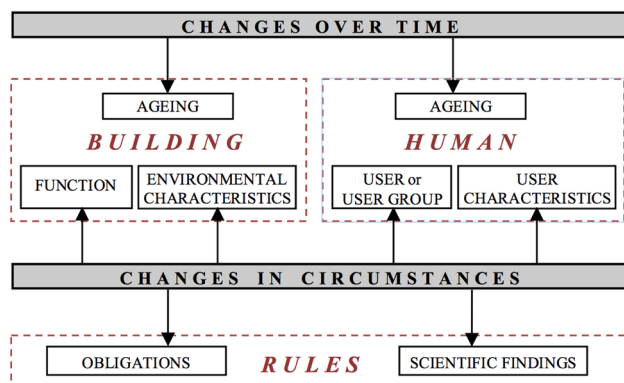 CHANGES OVER TIME
AGEING
BUILDING
FUNCTION
ENVIRONMENTAL
CHARACTERISTICS
AGEING
HUMAN
USER or
USER GROUP
USER
CHARACTERISTICS
CHANGES IN CIRCUMSTANCES
OBLIGATIONS
RULES
SCIENTIFIC FINDINGS